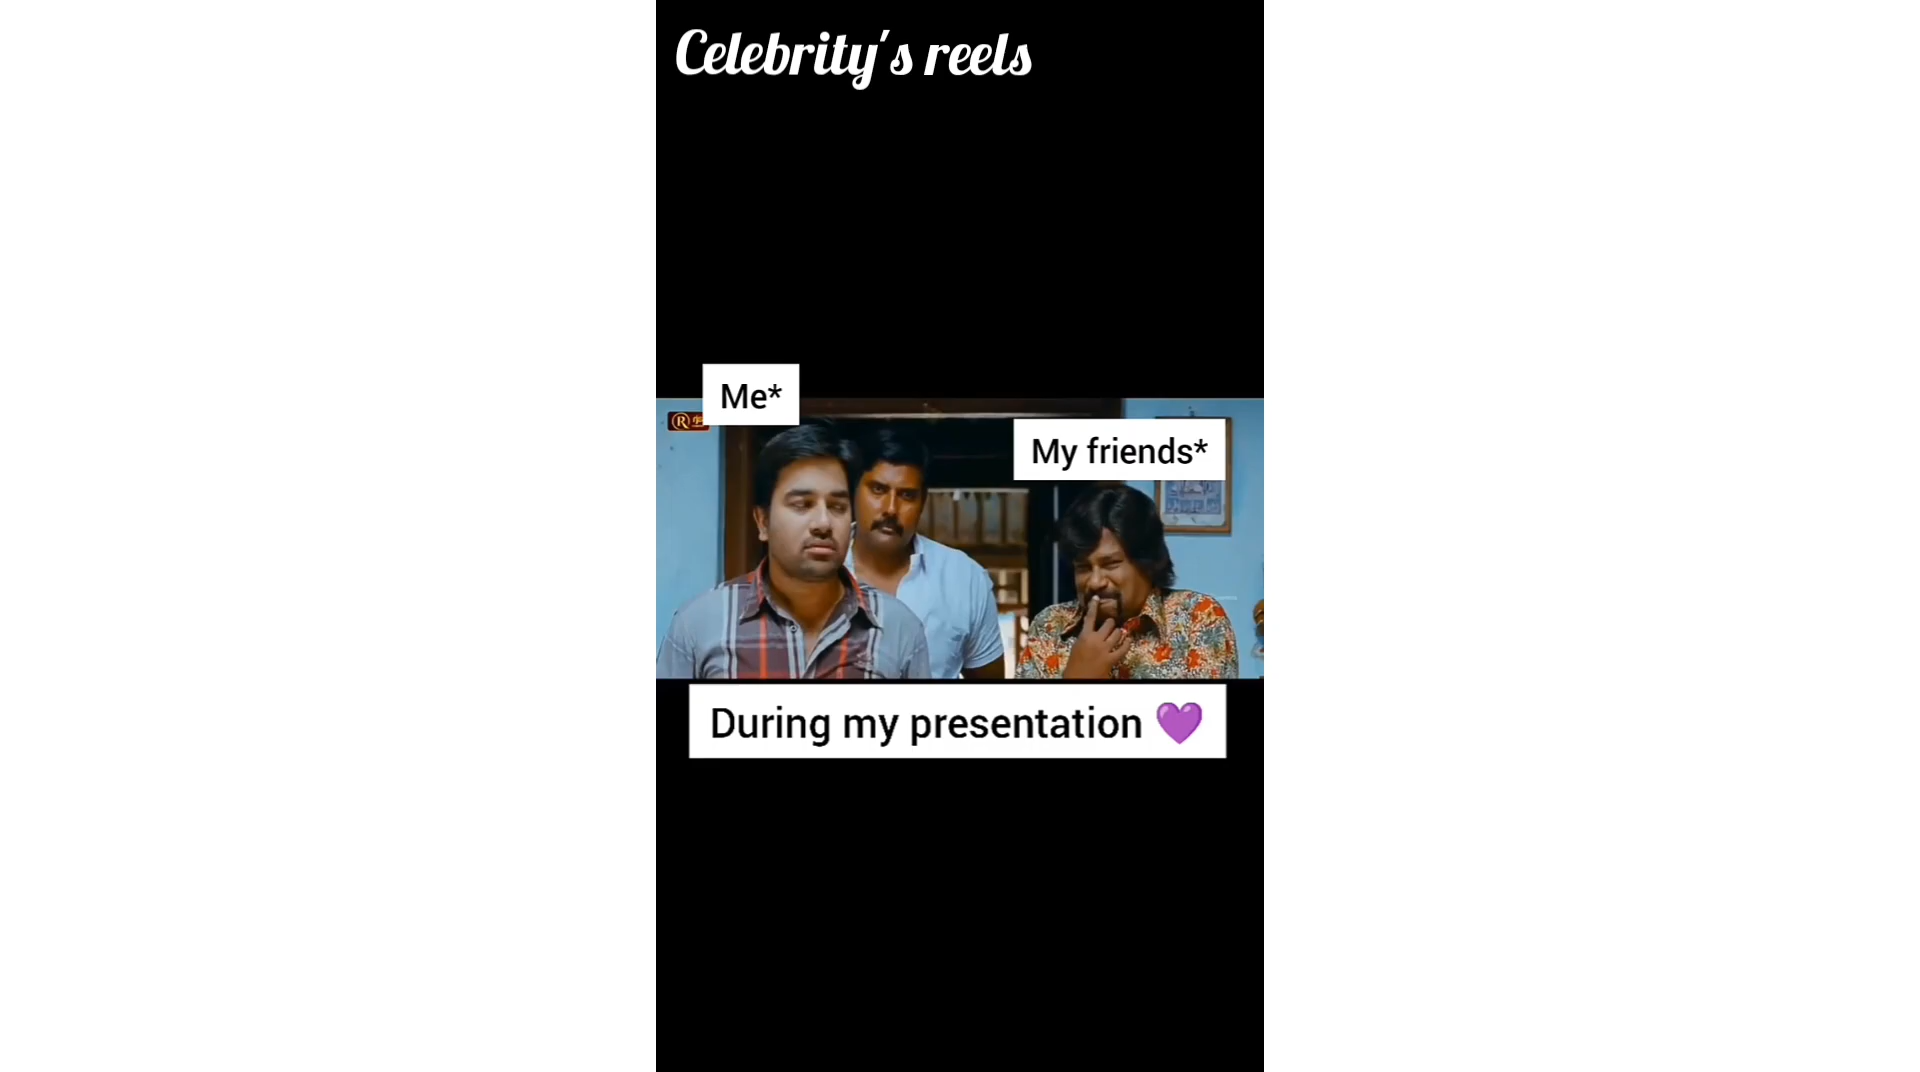 Celebrity's reels
Me*
R
My friends*
During my presentation 💜